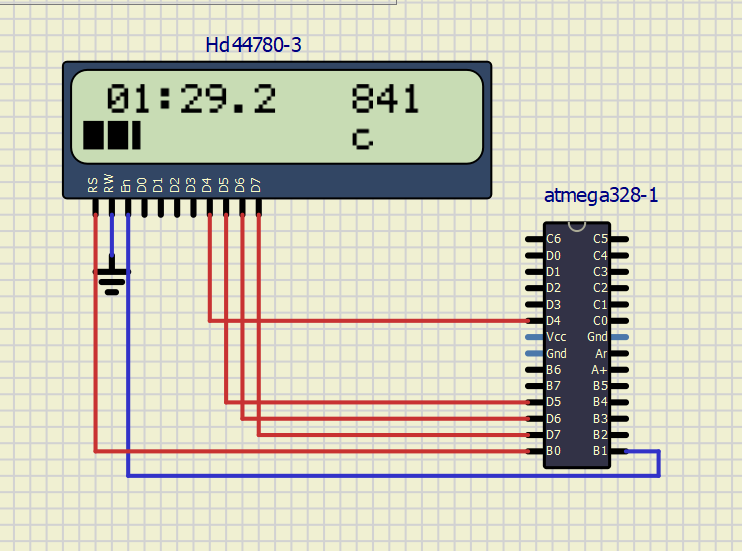 Hd44780-3
01:29.2 841
c
RS RW En D0 D1 D2 D3 D4 D5 D6 D7
atmega328-1
C6 C5
D0 C4
D1 C3
D2 C2
D3 C1
D4 C0
Vcc Gnd
Gnd Ar
B6 A+
B7 B5
D5 B4
D6 B3
D7 B2
B0 B1